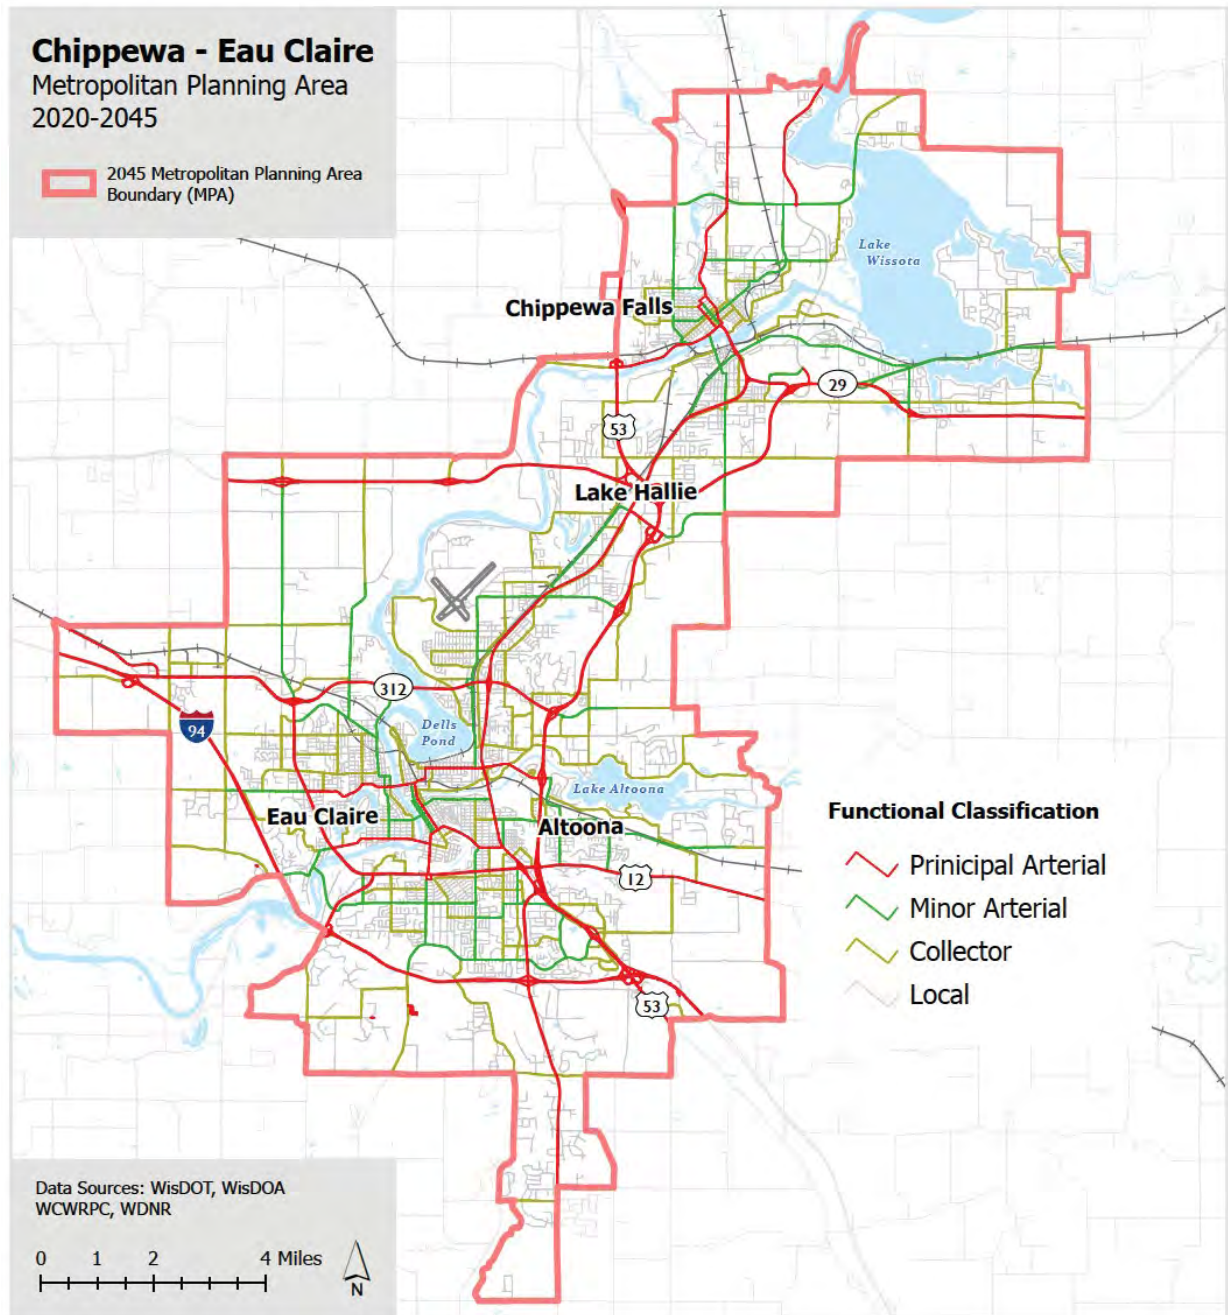 Chippewa - Eau Claire
Metropolitan Planning Area
2020-2045
2045 Metropolitan Planning Area
Boundary (MPA)
Lake
Wissota
Chippewa Falls
29
53
Lake Hallie
312
94
Dells
Pond
Lake Altoona
Eau Claire
Altoona
12
53
Functional Classification
Prinicipal Arterial
Minor Arterial
Collector
Local
Data Sources: WisDOT, WisDOA
WCWRPC, WDNR
0 1 2 4 Miles
N